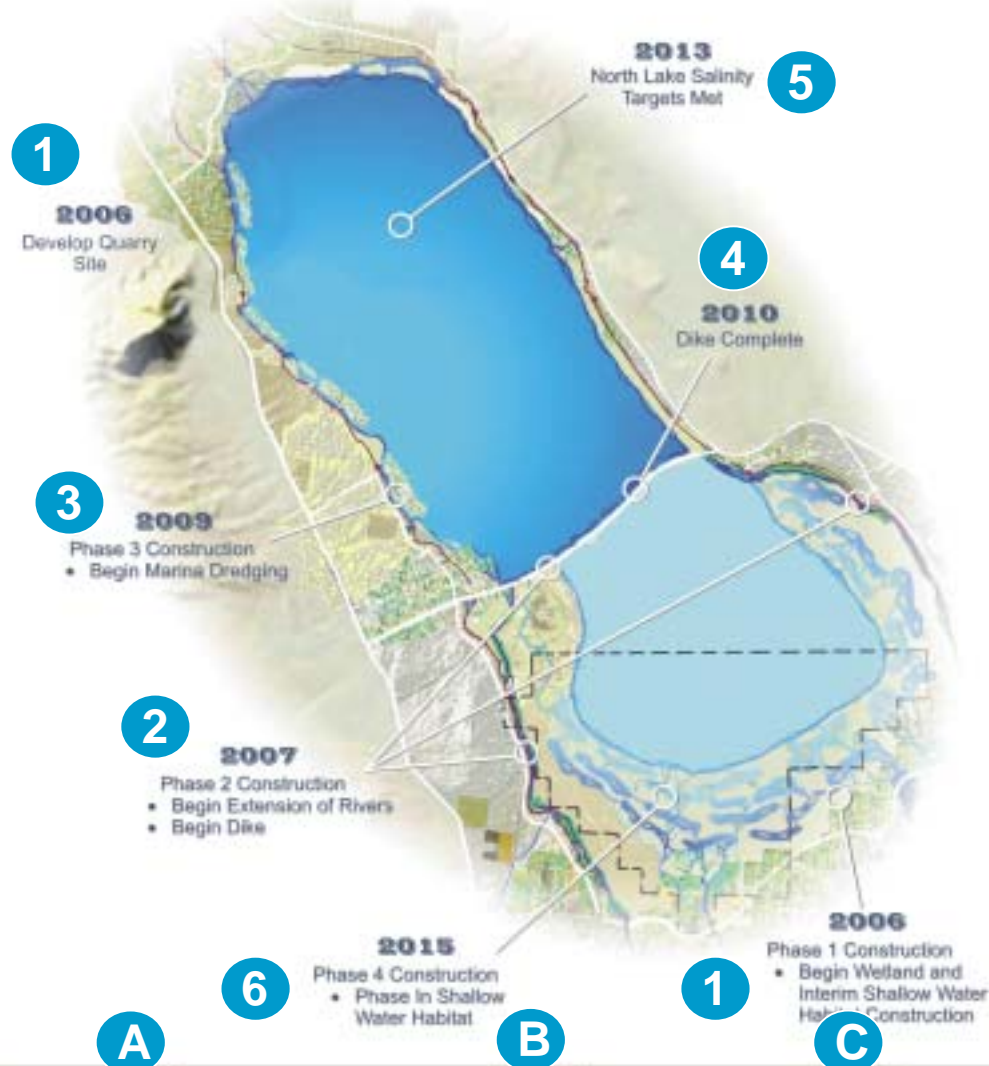 2013
North Lake Salinity
Targets Met
5
1
2006
Develop Quarry
Site
4
2010
Dike Complete
3
2009
Phase 3 Construction
• Begin Marina Dredging
2
2007
Phase 2 Construction
• Begin Extension of Rivers
• Begin Dike
2015
Phase 4 Construction
• Phase In Shallow
Water Habitat
6
2006
Phase 1 Construction
• Begin Wetland and
Interim Shallow Water
Habitat Construction
1
A
B
C